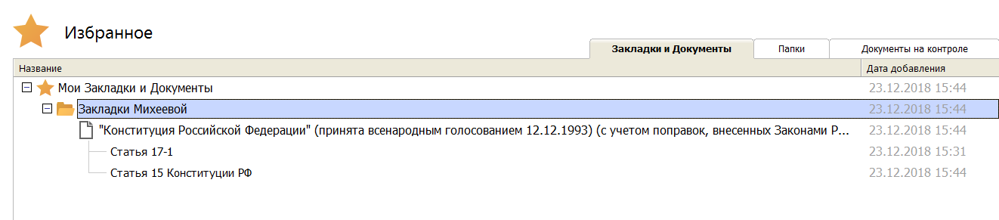 Избранное
Закладки и Документы Папки Документы на контроле
Название Дата добавления
Мои Закладки и Документы 23.12.2018 15:44
Закладки Михеевой 23.12.2018 15:44
"Конституция Российской Федерации" (принята всенародным голосованием 12.12.1993) (с учетом поправок, внесенных Законами Р... 23.12.2018 15:44
Статья 17-1 23.12.2018 15:31
Статья 15 Конституции РФ 23.12.2018 15:44